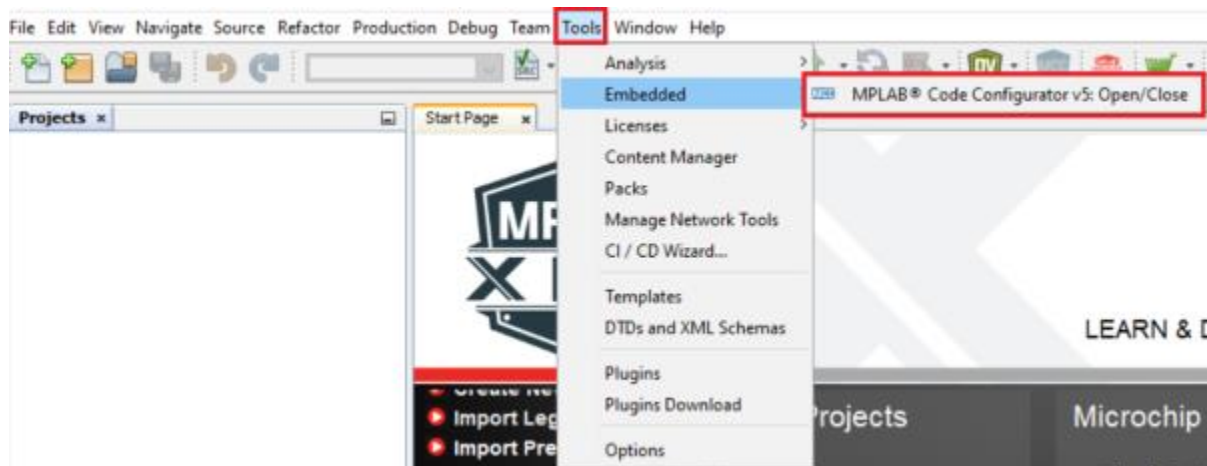 File Edit View Navigate Source Refactor Production Debug Team Tools Window Help
Analysis
Embedded
MPLAB® Code Configurator v5: Open/Close
Projects
Start Page
Licenses
Content Manager
Packs
Manage Network Tools
CI / CD Wizard...
Templates
DTDs and XML Schemas
LEARN & D
Plugins
Plugins Download
Options
Import Leg
Import Pre
Projects
Microchip